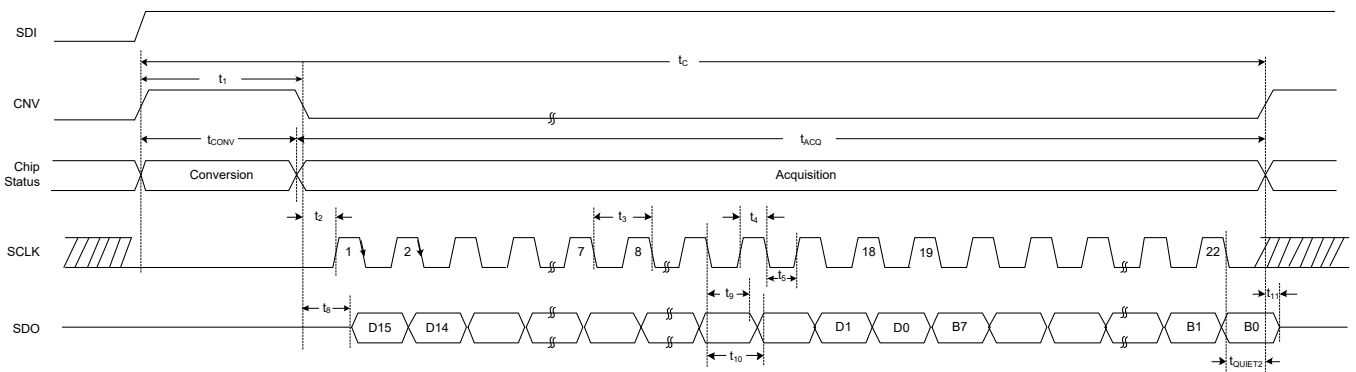 SDI
tC
t1
CNV
tCONV
tACQ
Chip
Status
Conversion
Acquisition
t2
t3
t4
SCLK
1
2
7
8
18
19
22
t5
t8
t9
t11
SDO
D15
D14
D1
D0
B7
B1
B0
t10
tQUIET2